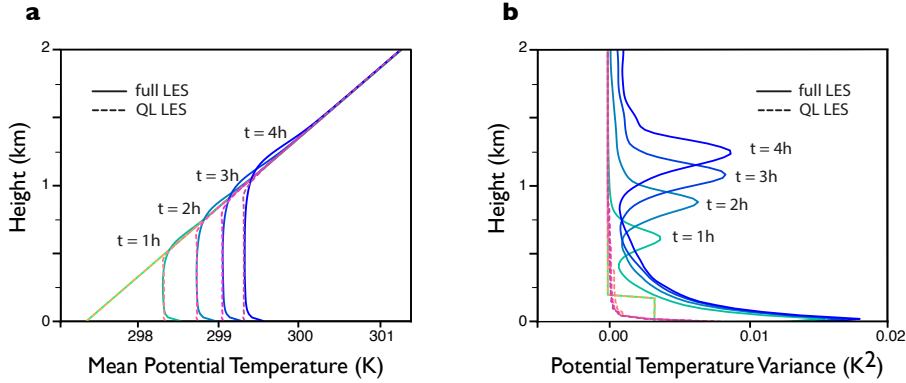 a
2
1
0
Height (km)
full LES
QL LES
t = 4h
t = 3h
t = 2h
t = 1h
298
299
300
301
Mean Potential Temperature (K)
b
2
1
0
Height (km)
full LES
QL LES
t = 4h
t = 3h
t = 2h
t = 1h
0.00
0.01
0.02
Potential Temperature Variance (K2)